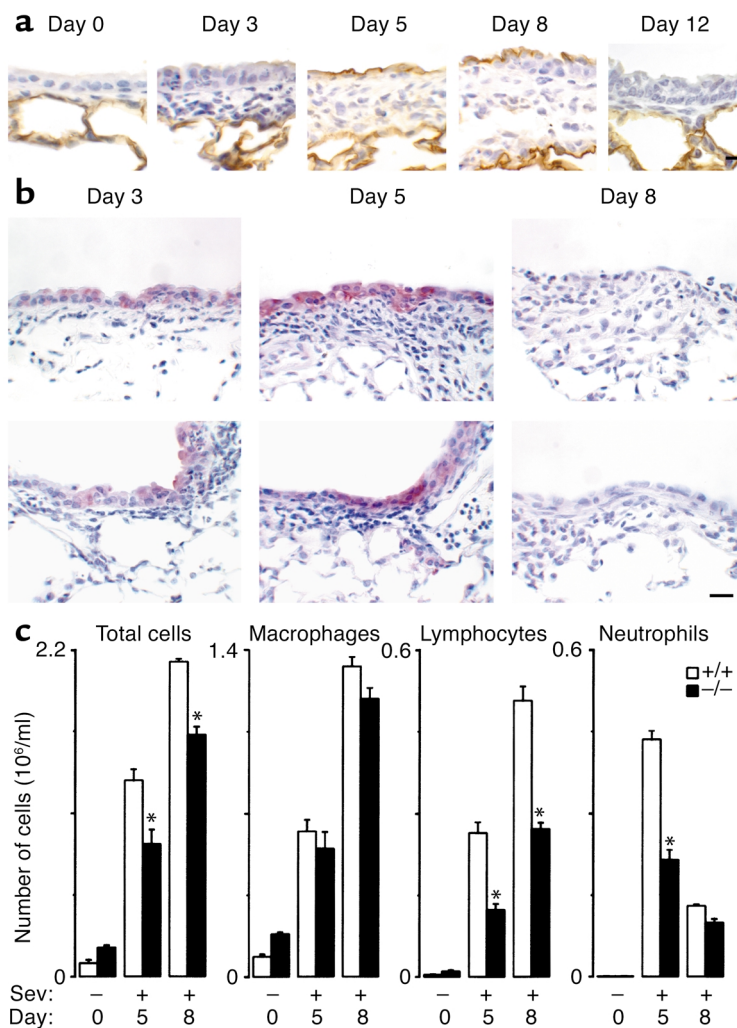 a
Day 0 Day 3 Day 5 Day 8 Day 12
b
Day 3 Day 5 Day 8
c
Total cells Macrophages Lymphocytes Neutrophils
2.2 1.4 0.6 0.6
+/+
−/−
* * * * *
Number of cells (10⁶/ml)
0 0 0 0
Sev: − + + − + + − + + − + +
Day: 0 5 8 0 5 8 0 5 8 0 5 8